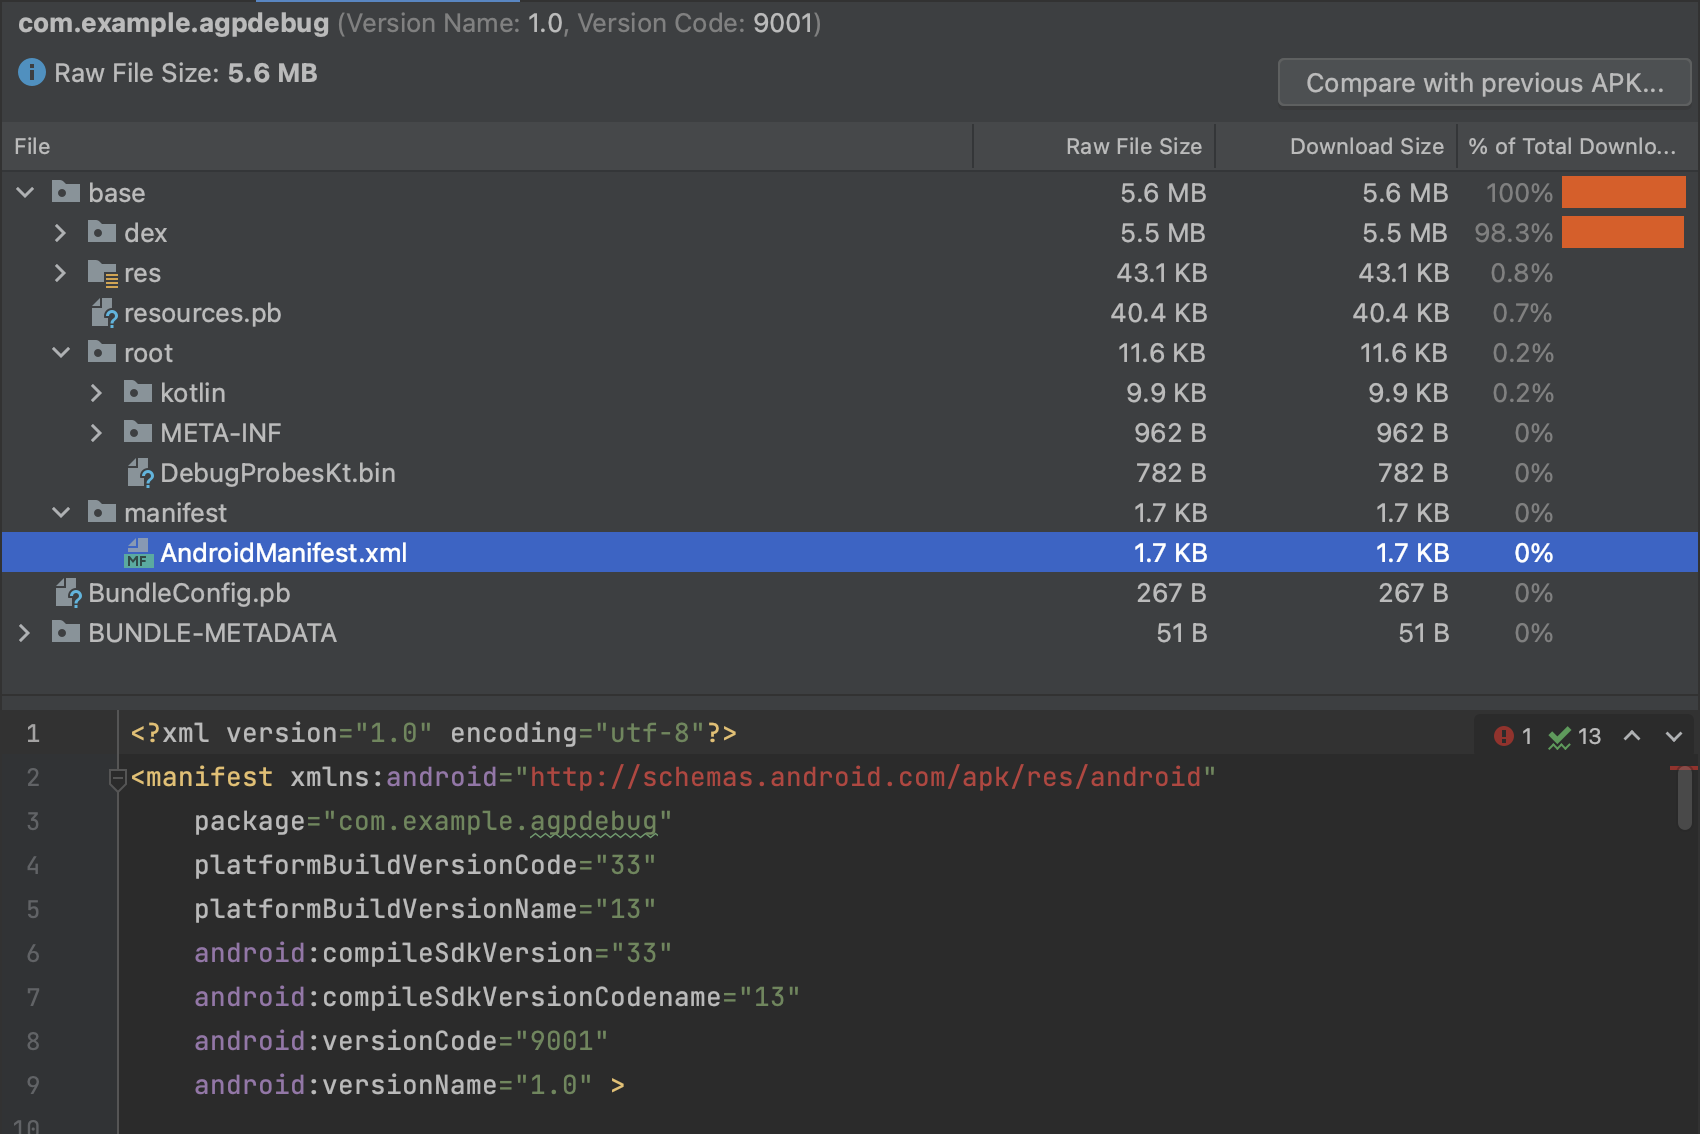 com.example.agpdebug (Version Name: 1.0, Version Code: 9001)
Raw File Size: 5.6 MB
Compare with previous APK...
File Raw File Size Download Size % of Total Downlo...
base 5.6 MB 5.6 MB 100%
dex 5.5 MB 5.5 MB 98.3%
res 43.1 KB 43.1 KB 0.8%
resources.pb 40.4 KB 40.4 KB 0.7%
root 11.6 KB 11.6 KB 0.2%
kotlin 9.9 KB 9.9 KB 0.2%
META-INF 962 B 962 B 0%
DebugProbesKt.bin 782 B 782 B 0%
manifest 1.7 KB 1.7 KB 0%
MF AndroidManifest.xml 1.7 KB 1.7 KB 0%
BundleConfig.pb 267 B 267 B 0%
BUNDLE-METADATA 51 B 51 B 0%
1 <?xml version="1.0" encoding="utf-8"?> 1 13
2 <manifest xmlns:android="http://schemas.android.com/apk/res/android"
3 package="com.example.agpdebug"
4 platformBuildVersionCode="33"
5 platformBuildVersionName="13"
6 android:compileSdkVersion="33"
7 android:compileSdkVersionCodename="13"
8 android:versionCode="9001"
9 android:versionName="1.0" >
10